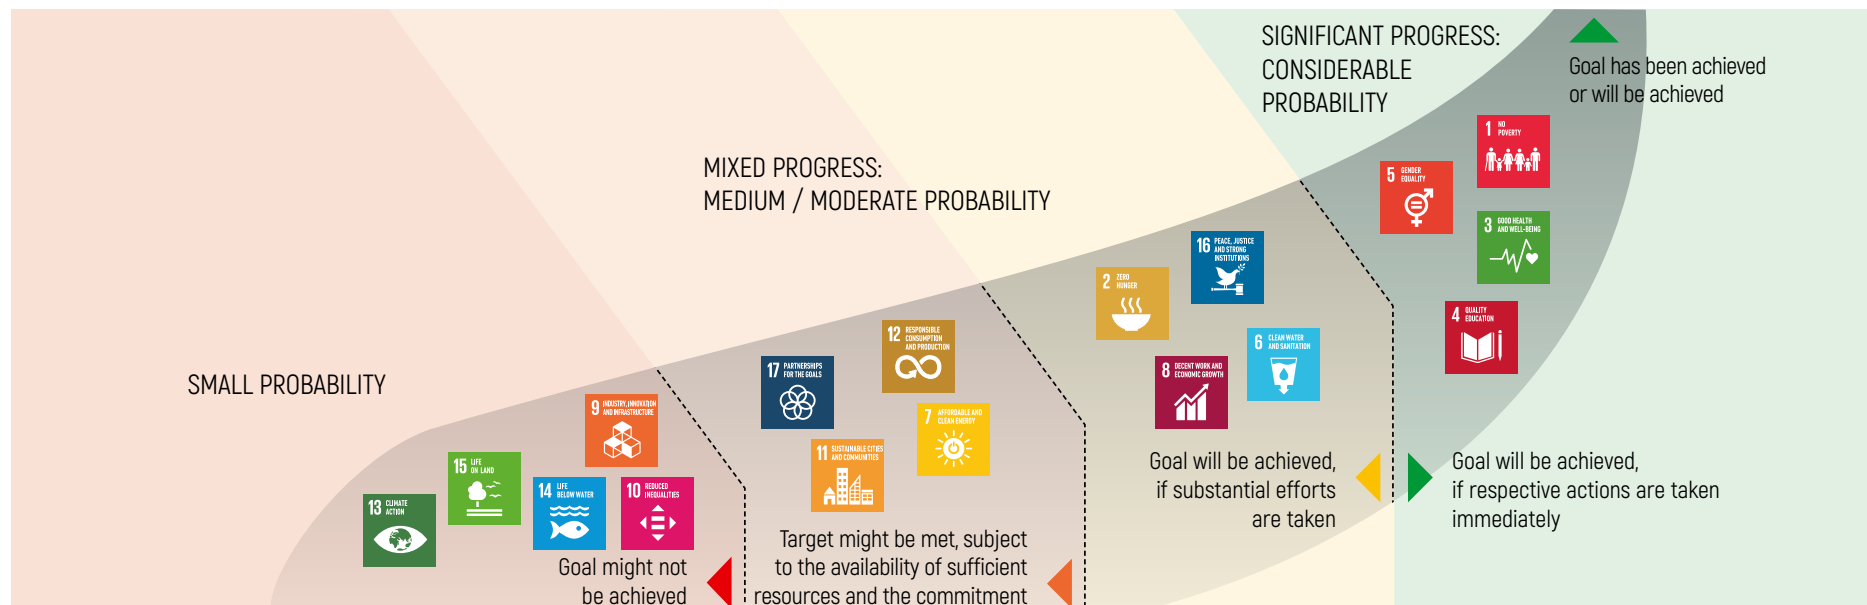 SIGNIFICANT PROGRESS:
CONSIDERABLE
PROBABILITY
Goal has been achieved
or will be achieved
1 NO
POVERTY
5 GENDER
EQUALITY
MIXED PROGRESS:
MEDIUM / MODERATE PROBABILITY
3 GOOD HEALTH
AND WELL-BEING
16 PEACE, JUSTICE
AND STRONG
INSTITUTIONS
2 ZERO
HUNGER
4 QUALITY
EDUCATION
12 RESPONSIBLE
CONSUMPTION
AND PRODUCTION
6 CLEAN WATER
AND SANITATION
17 PARTNERSHIPS
FOR THE GOALS
8 DECENT WORK AND
ECONOMIC GROWTH
SMALL PROBABILITY
9 INDUSTRY, INNOVATION
AND INFRASTRUCTURE
7 AFFORDABLE AND
CLEAN ENERGY
11 SUSTAINABLE CITIES
AND COMMUNITIES
15 LIFE
ON LAND
14 LIFE
BELOW WATER
10 REDUCED
INEQUALITIES
13 CLIMATE
ACTION
Goal will be achieved,
if substantial efforts
are taken
Goal will be achieved,
if respective actions are taken
immediately
Target might be met, subject
to the availability of sufficient
resources and the commitment
Goal might not
be achieved